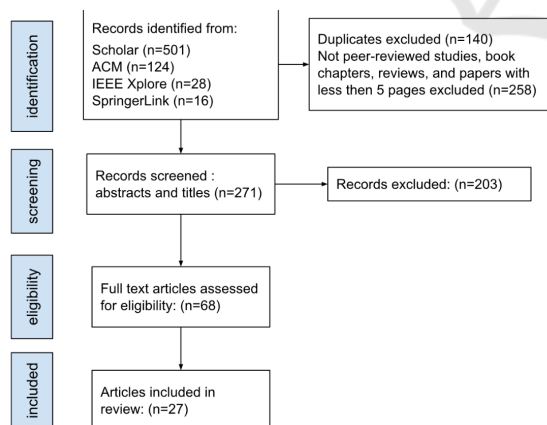 identification
Records identified from:
Scholar (n=501)
ACM (n=124)
IEEE Xplore (n=28)
SpringerLink (n=16)
Duplicates excluded (n=140)
Not peer-reviewed studies, book
chapters, reviews, and papers with
less then 5 pages excluded (n=258)
screening
Records screened :
abstracts and titles (n=271)
Records excluded: (n=203)
eligibility
Full text articles assessed
for eligibility: (n=68)
included
Articles included in
review: (n=27)